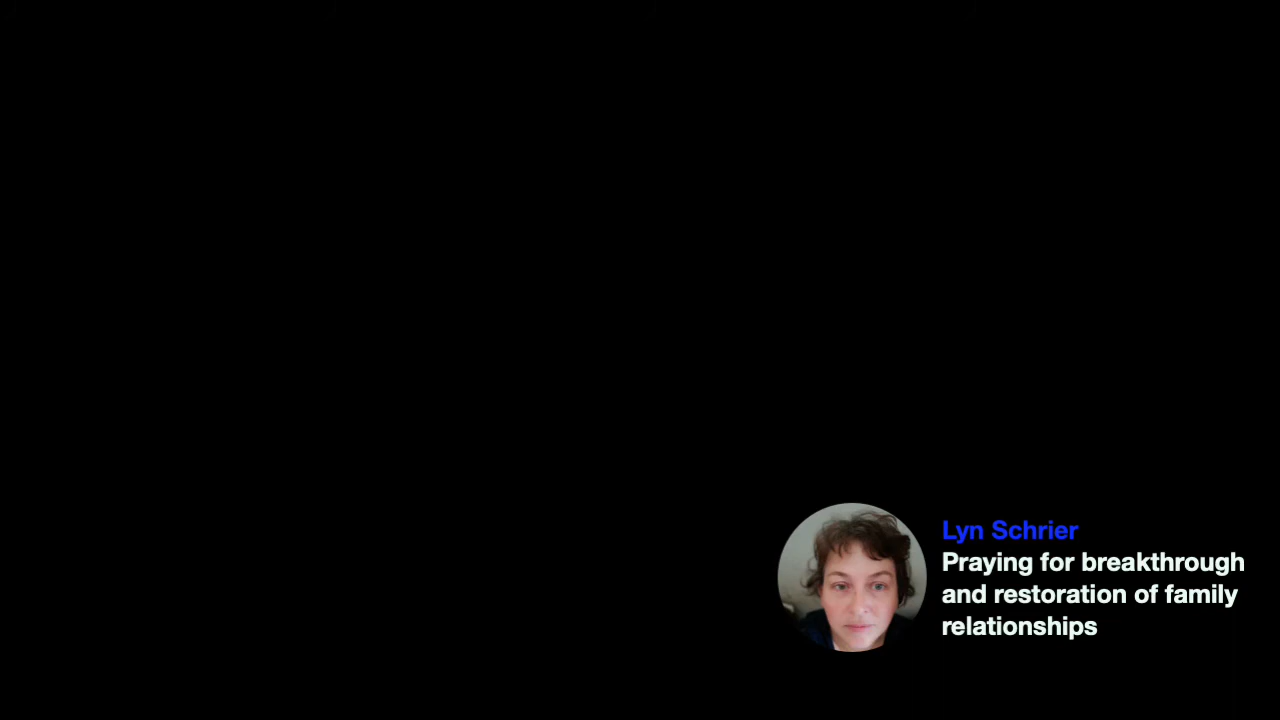 Lyn Schrier
Praying for breakthrough
and restoration of family
relationships